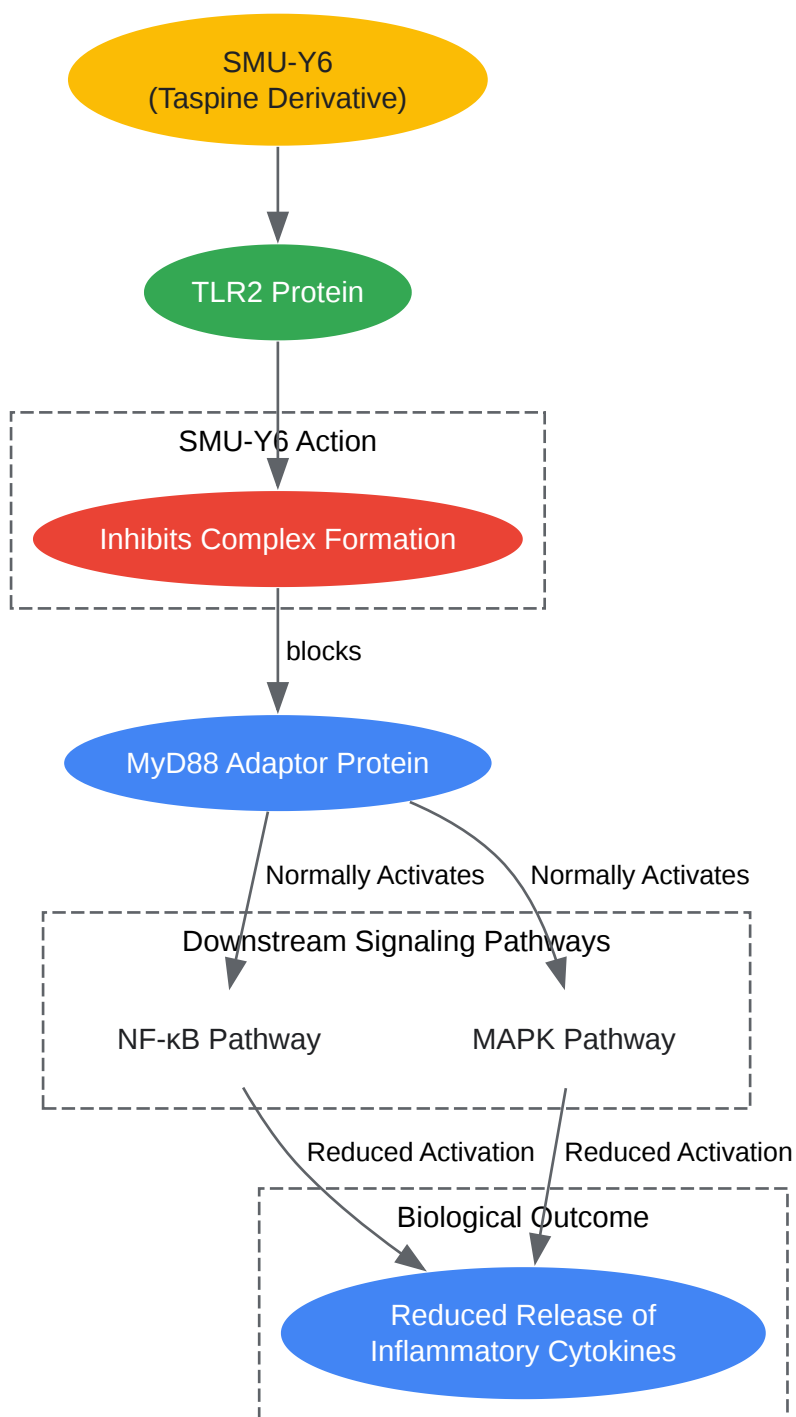 SMU-Y6
(Taspine Derivative)
TLR2 Protein
SMU-Y6 Action
Inhibits Complex Formation
blocks
MyD88 Adaptor Protein
Normally Activates
Normally Activates
Downstream Signaling Pathways
NF-κB Pathway
MAPK Pathway
Reduced Activation
Reduced Activation
Biological Outcome
Reduced Release of
Inflammatory Cytokines